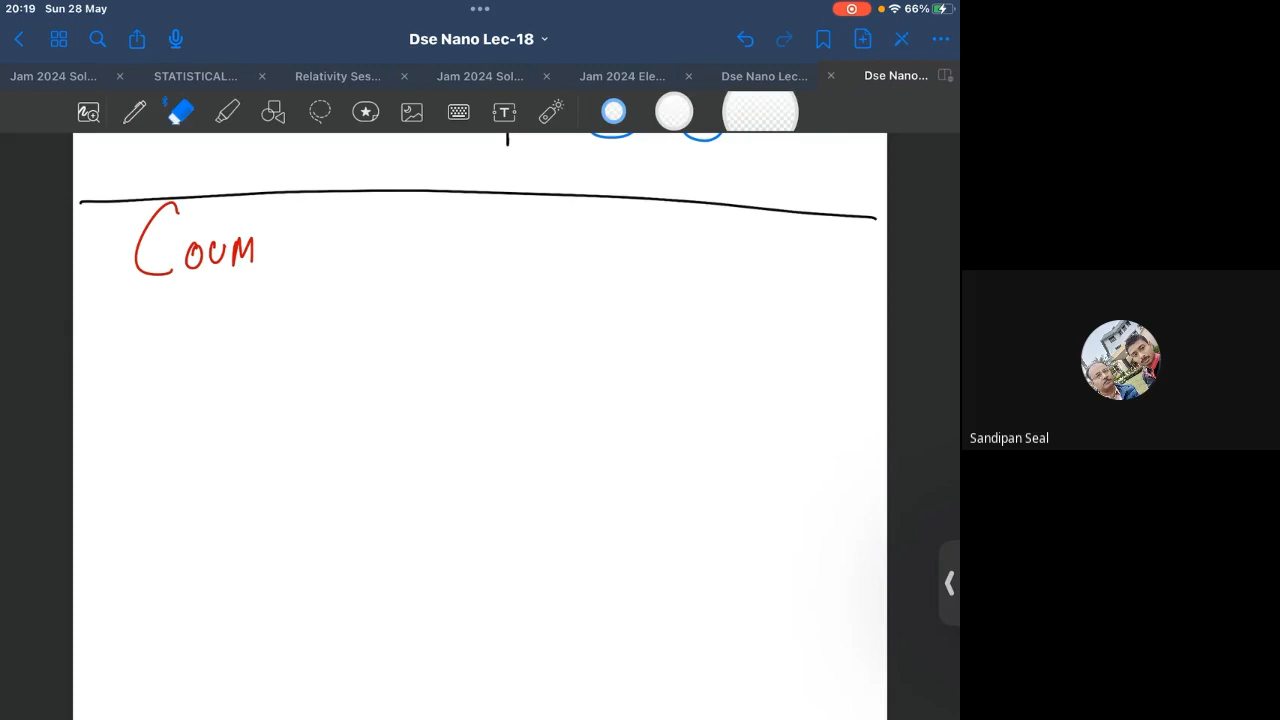 20:19 Sun 28 May
66%
Dse Nano Lec-18
Jam 2024 Sol...
STATISTICAL...
Relativity Ses...
Jam 2024 Sol...
Jam 2024 Ele...
Dse Nano Lec...
Dse Nano...
T
COUM
Sandipan Seal